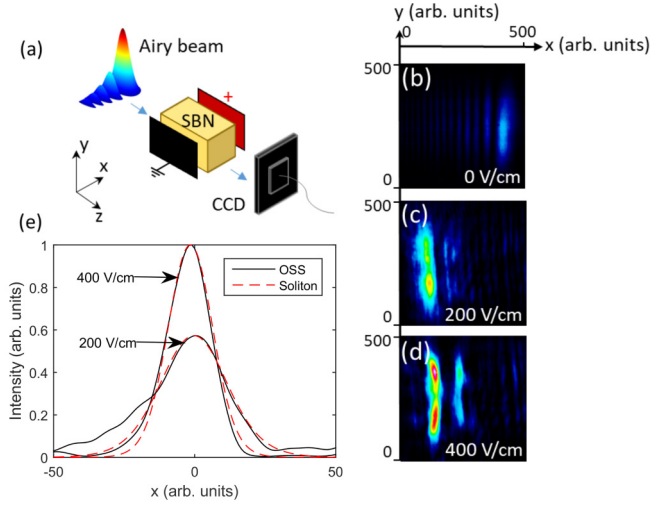 (a)
Airy beam
+
SBN
CCD
y
x
z
y (arb. units)
500
x (arb. units)
0
500
(b)
0
0 V/cm
500
(c)
0
200 V/cm
500
(d)
0
400 V/cm
(e)
1
0.8
0.6
0.4
0.2
0
-50
0
50
Intensity (arb. units)
x (arb. units)
400 V/cm
200 V/cm
OSS
Soliton